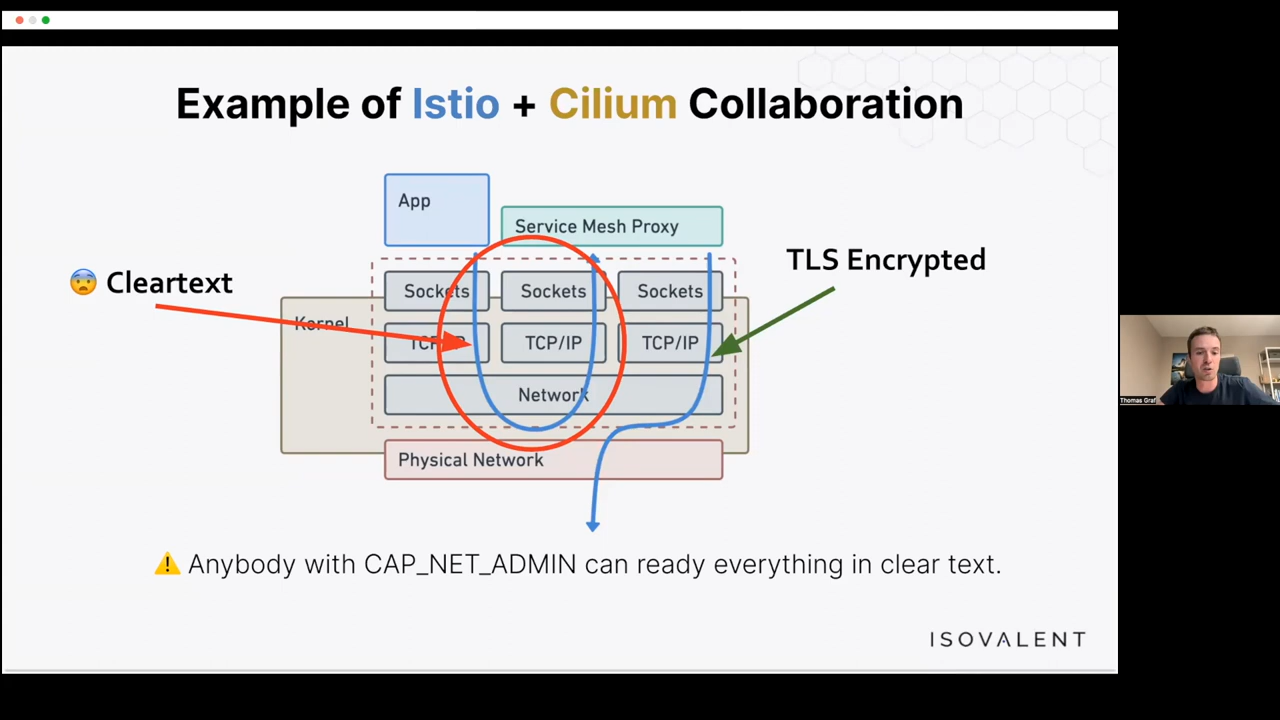 Example of Istio + Cilium Collaboration
App
Service Mesh Proxy
TLS Encrypted
😨 Cleartext
Sockets
Sockets
Sockets
Kernel
TCP/IP
TCP/IP
TCP/IP
Network
Physical Network
⚠️ Anybody with CAP_NET_ADMIN can ready everything in clear text.
ISOVALENT
Thomas Graf